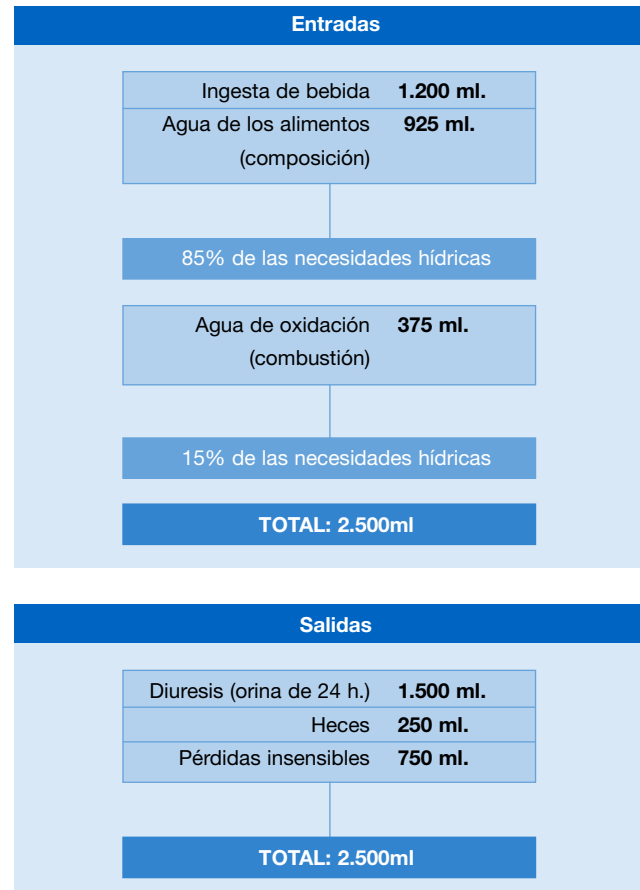 Entradas
Ingesta de bebida 1.200 ml.
Agua de los alimentos 925 ml.
(composición)
85% de las necesidades hídricas
Agua de oxidación 375 ml.
(combustión)
15% de las necesidades hídricas
TOTAL: 2.500ml
Salidas
Diuresis (orina de 24 h.) 1.500 ml.
Heces 250 ml.
Pérdidas insensibles 750 ml.
TOTAL: 2.500ml